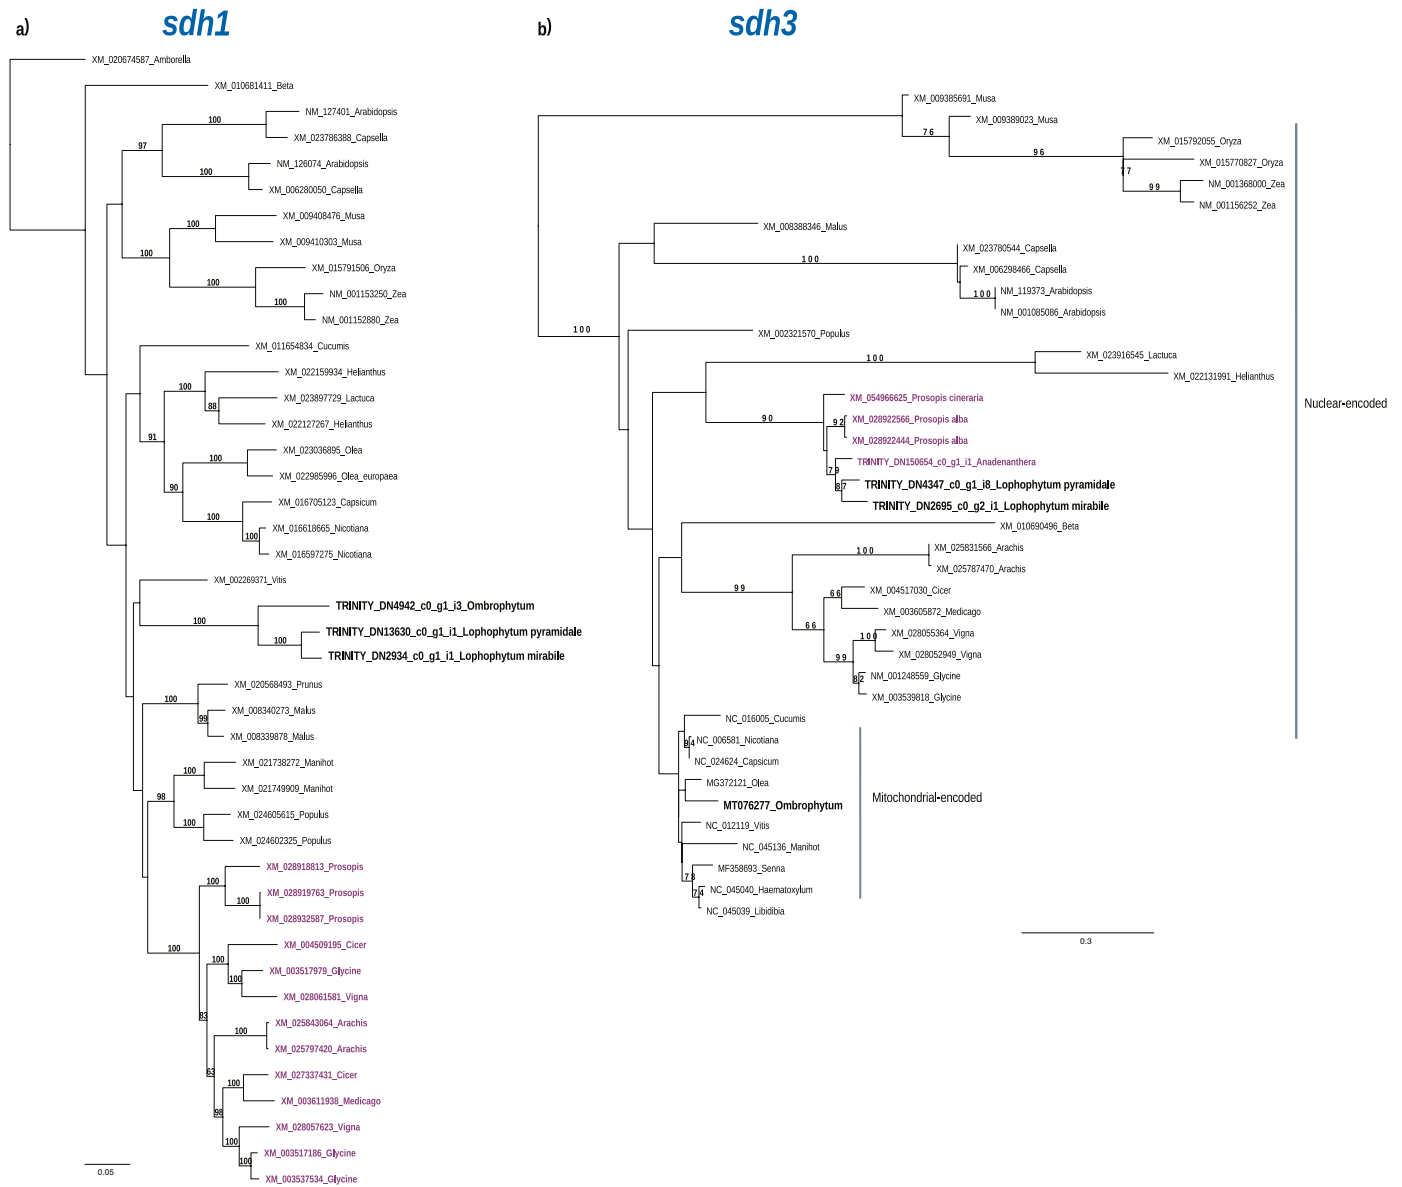 a)
sdh1
XM_020674587_Amborella
XM_010681411_Beta
NM_127401_Arabidopsis
100
XM_023786388_Capsella
97
NM_126074_Arabidopsis
100
XM_006280050_Capsella
XM_009408476_Musa
100
XM_009410303_Musa
100
XM_015791506_Oryza
100
NM_001153250_Zea
100
NM_001152880_Zea
XM_011654834_Cucumis
XM_022159934_Helianthus
100
XM_023897729_Lactuca
88
XM_022127267_Helianthus
91
XM_023036895_Olea
100
XM_022985996_Olea_europaea
90
XM_016705123_Capsicum
100
XM_016618665_Nicotiana
100
XM_016597275_Nicotiana
XM_002269371_Vitis
TRINITY_DN4942_c0_g1_i3_Ombrophytum
100
TRINITY_DN13630_c0_g1_i1_Lophophytum pyramidale
100
TRINITY_DN2934_c0_g1_i1_Lophophytum mirabile
XM_020568493_Prunus
100
XM_008340273_Malus
99
XM_008339878_Malus
XM_021738272_Manihot
100
XM_021749909_Manihot
98
XM_024605615_Populus
100
XM_024602325_Populus
XM_028918813_Prosopis
100
XM_028919763_Prosopis
100
XM_028932587_Prosopis
100
XM_004509195_Cicer
100
XM_003517979_Glycine
100
XM_028061581_Vigna
83
XM_025843064_Arachis
100
XM_025797420_Arachis
63
XM_027337431_Cicer
100
XM_003611938_Medicago
98
XM_028057623_Vigna
100
XM_003517186_Glycine
100
XM_003537534_Glycine
0.05
b)
sdh3
XM_009385691_Musa
XM_009389023_Musa
76
XM_015792055_Oryza
96
XM_015770827_Oryza
77
NM_001368000_Zea
99
NM_001156252_Zea
XM_008388346_Malus
XM_023780544_Capsella
100
XM_006298466_Capsella
NM_119373_Arabidopsis
100
NM_001085086_Arabidopsis
100
XM_002321570_Populus
XM_023916545_Lactuca
100
XM_022131991_Helianthus
XM_054966625_Prosopis cineraria
90
XM_028922566_Prosopis alba
92
XM_028922444_Prosopis alba
TRINITY_DN150654_c0_g1_i1_Anadenanthera
79
TRINITY_DN4347_c0_g1_i8_Lophophytum pyramidale
87
TRINITY_DN2695_c0_g2_i1_Lophophytum mirabile
XM_010690496_Beta
XM_025831566_Arachis
100
XM_025787470_Arachis
99
XM_004517030_Cicer
66
XM_003605872_Medicago
66
XM_028055364_Vigna
100
XM_028052949_Vigna
99
NM_001248559_Glycine
82
XM_003539818_Glycine
Nuclear-encoded
NC_016005_Cucumis
NC_006581_Nicotiana
94
NC_024624_Capsicum
MG372121_Olea
MT076277_Ombrophytum
NC_012119_Vitis
NC_045136_Manihot
MF358693_Senna
78
NC_045040_Haematoxylum
74
NC_045039_Libidibia
Mitochondrial-encoded
0.3